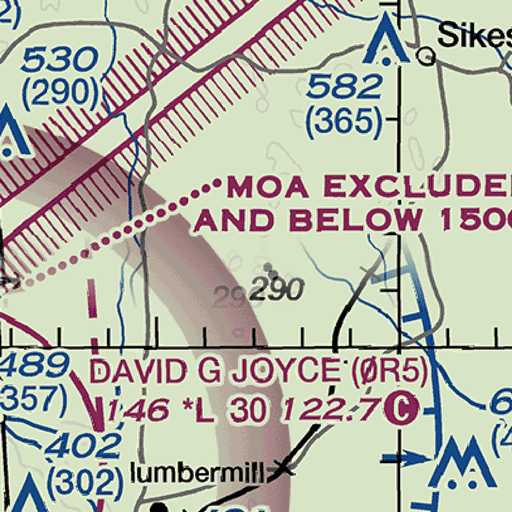 530
(290)
582
(365)
MOA EXCLUDE
AND BELOW 150
290
489
357)
DAVID G JOYCE (ØR5)
146 *L 30 122.7 C
402
(302)
lumbermill